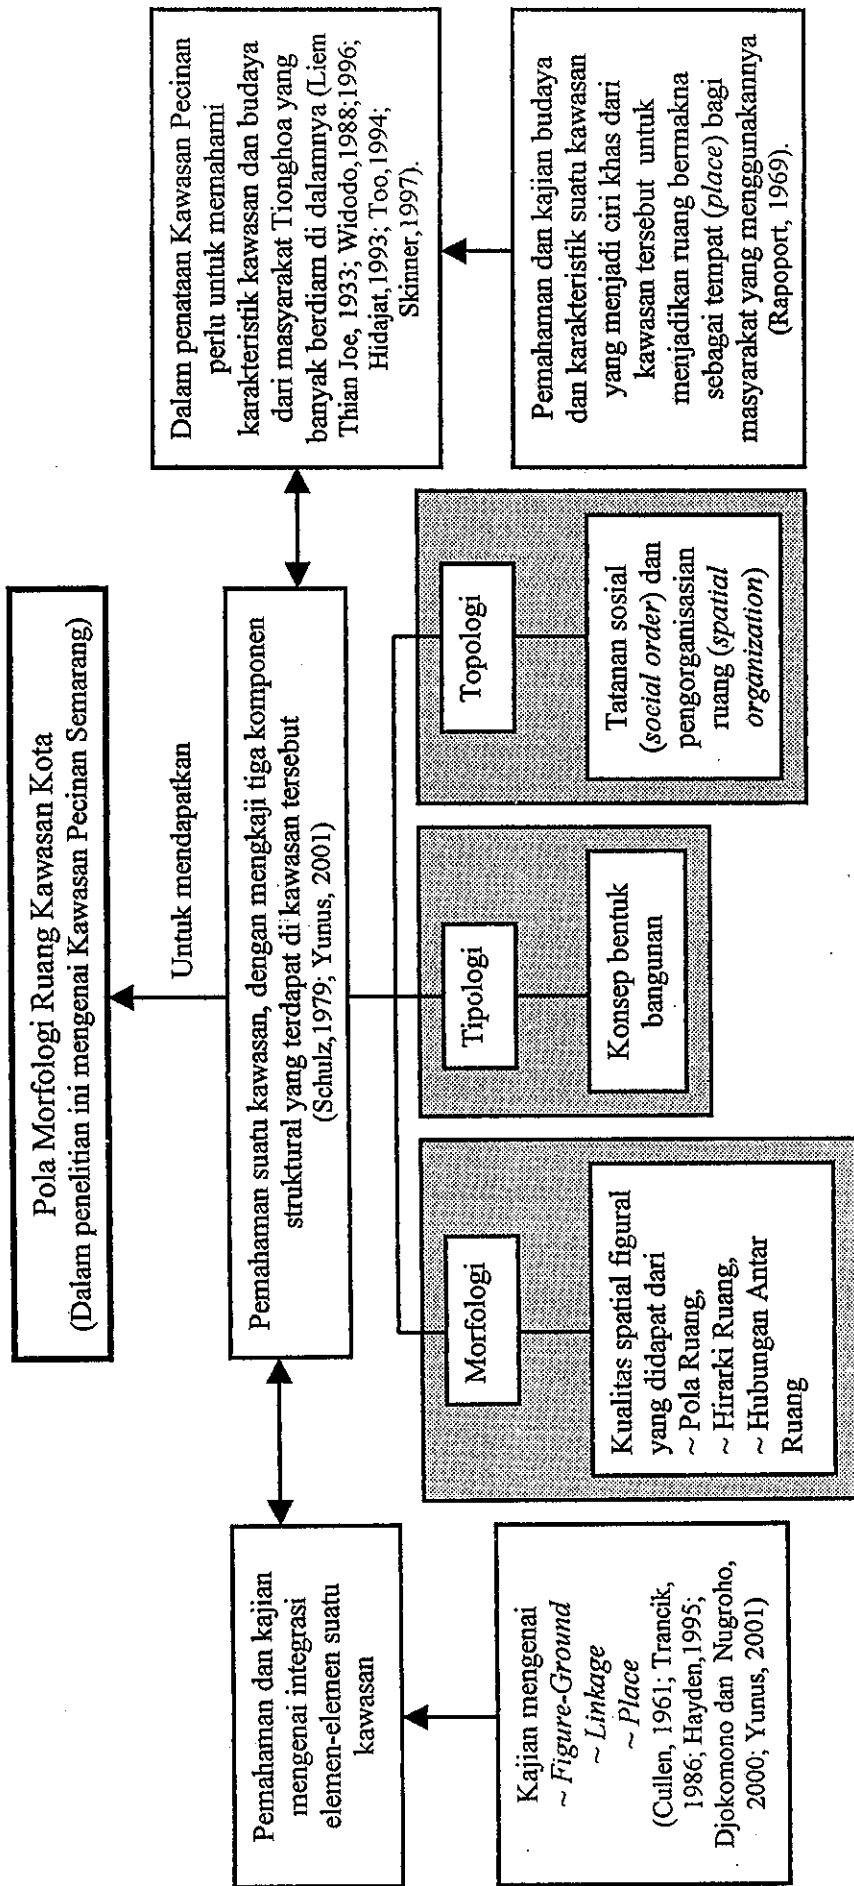 Pola Morfologi Ruang Kawasan Kota
(Dalam penelitian ini mengenai Kawasan Pecinan Semarang)
Untuk mendapatkan
Pemahaman dan kajian
mengenai integrasi
elemen-elemen suatu
kawasan
Pemahaman suatu kawasan, dengan mengkaji tiga komponen
struktural yang terdapat di kawasan tersebut
(Schulz,1979; Yunus, 2001)
Dalam penataan Kawasan Pecinan
perlu untuk memahami
karakteristik kawasan dan budaya
dari masyarakat Tionghoa yang
banyak berdiam di dalamnya (Liem
Thian Joe, 1933; Widodo,1988;1996;
Hidajat,1993; Too,1994;
Skinner,1997).
Kajian mengenai
~ Figure-Ground
~ Linkage
~ Place
(Cullen, 1961; Trancik,
1986; Hayden,1995;
Djokomono dan Nugroho,
2000; Yunus, 2001)
Morfologi
Kualitas spatial figural
yang didapat dari
~ Pola Ruang,
~ Hirarki Ruang,
~ Hubungan Antar
Ruang
Tipologi
Konsep bentuk
bangunan
Topologi
Tatanan sosial
(social order) dan
pengorganisasian
ruang (spatial
organization)
Pemahaman dan kajian budaya
dan karakteristik suatu kawasan
yang menjadi ciri khas dari
kawasan tersebut untuk
menjadikan ruang bermakna
sebagai tempat (place) bagi
masyarakat yang menggunakannya
(Rapoport, 1969).